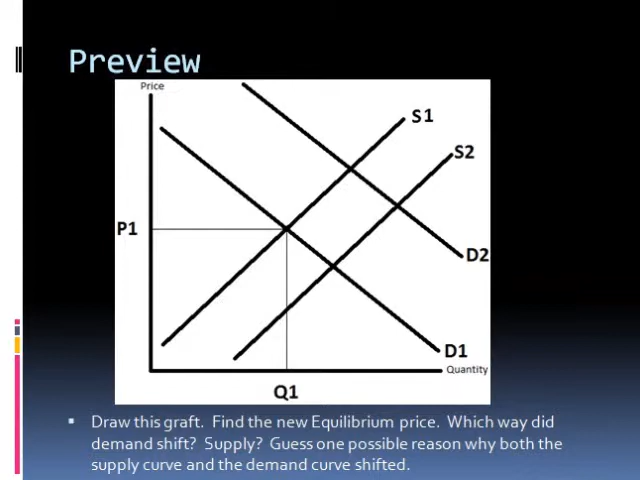 Preview
Price
S1
S2
P1
D2
D1
Quantity
Q1
Draw this graft. Find the new Equilibrium price. Which way did
demand shift? Supply? Guess one possible reason why both the
supply curve and the demand curve shifted.